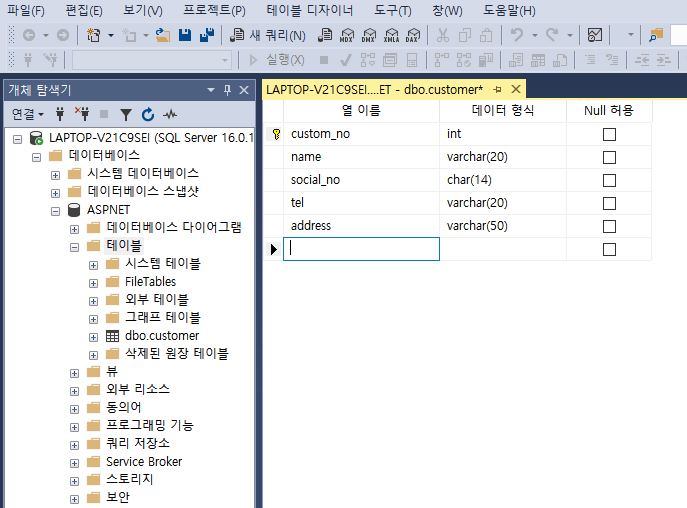 파일(F) 편집(E) 보기(V) 프로젝트(P) 테이블 디자이너 도구(T) 창(W) 도움말(H)
새 쿼리(N) MDX DMX XMLA DAX
실행(X)
개체 탐색기
연결
LAPTOP-V21C9SEI (SQL Server 16.0.1
데이터베이스
시스템 데이터베이스
데이터베이스 스냅샷
ASPNET
데이터베이스 다이어그램
테이블
시스템 테이블
FileTables
외부 테이블
그래프 테이블
dbo.customer
삭제된 원장 테이블
뷰
외부 리소스
동의어
프로그래밍 기능
쿼리 저장소
Service Broker
스토리지
보안
LAPTOP-V21C9SEI....ET - dbo.customer*
열 이름 데이터 형식 Null 허용
custom_no int
name varchar(20)
social_no char(14)
tel varchar(20)
address varchar(50)